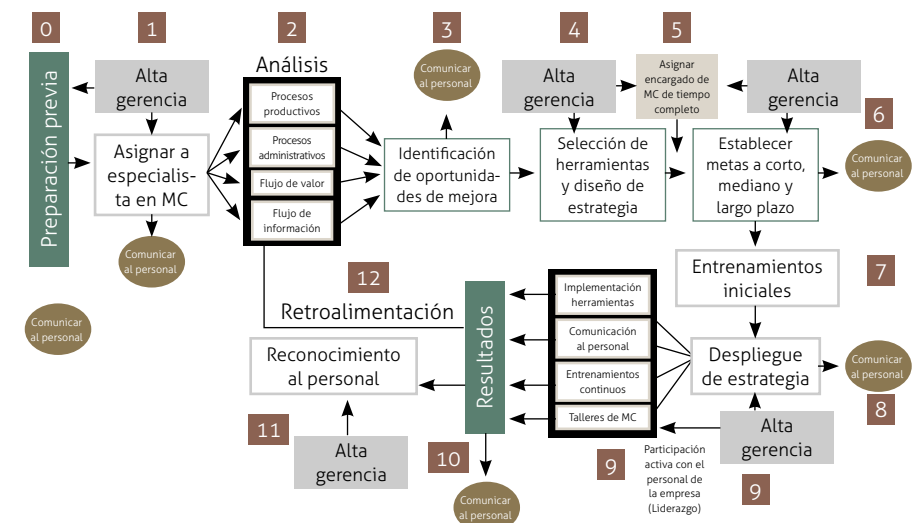 0
Preparación previa
Comunicar
al personal
1
Alta
gerencia
Asignar a
especialis-
ta en MC
Comunicar
al personal
2
Análisis
Procesos
productivos
Procesos
administrativos
Flujo de valor
Flujo de
información
3
Comunicar
al personal
Identificación
de oportunida-
des de mejora
4
Alta
gerencia
Selección de
herramientas
y diseño de
estrategia
5
Asignar
encargado de
MC de tiempo
completo
Alta
gerencia
Establecer
metas a corto,
mediano y
largo plazo
6
Comunicar
al personal
7
Entrenamientos
iniciales
Despliegue
de estrategia
Comunicar
al personal
8
Alta
gerencia
9
Implementación
herramientas
Comunicación
al personal
Entrenamientos
continuos
Talleres de MC
9
Participación
activa con el
personal de
la empresa
(Liderazgo)
Resultados
10
Comunicar
al personal
Reconocimiento
al personal
11
Alta
gerencia
12
Retroalimentación